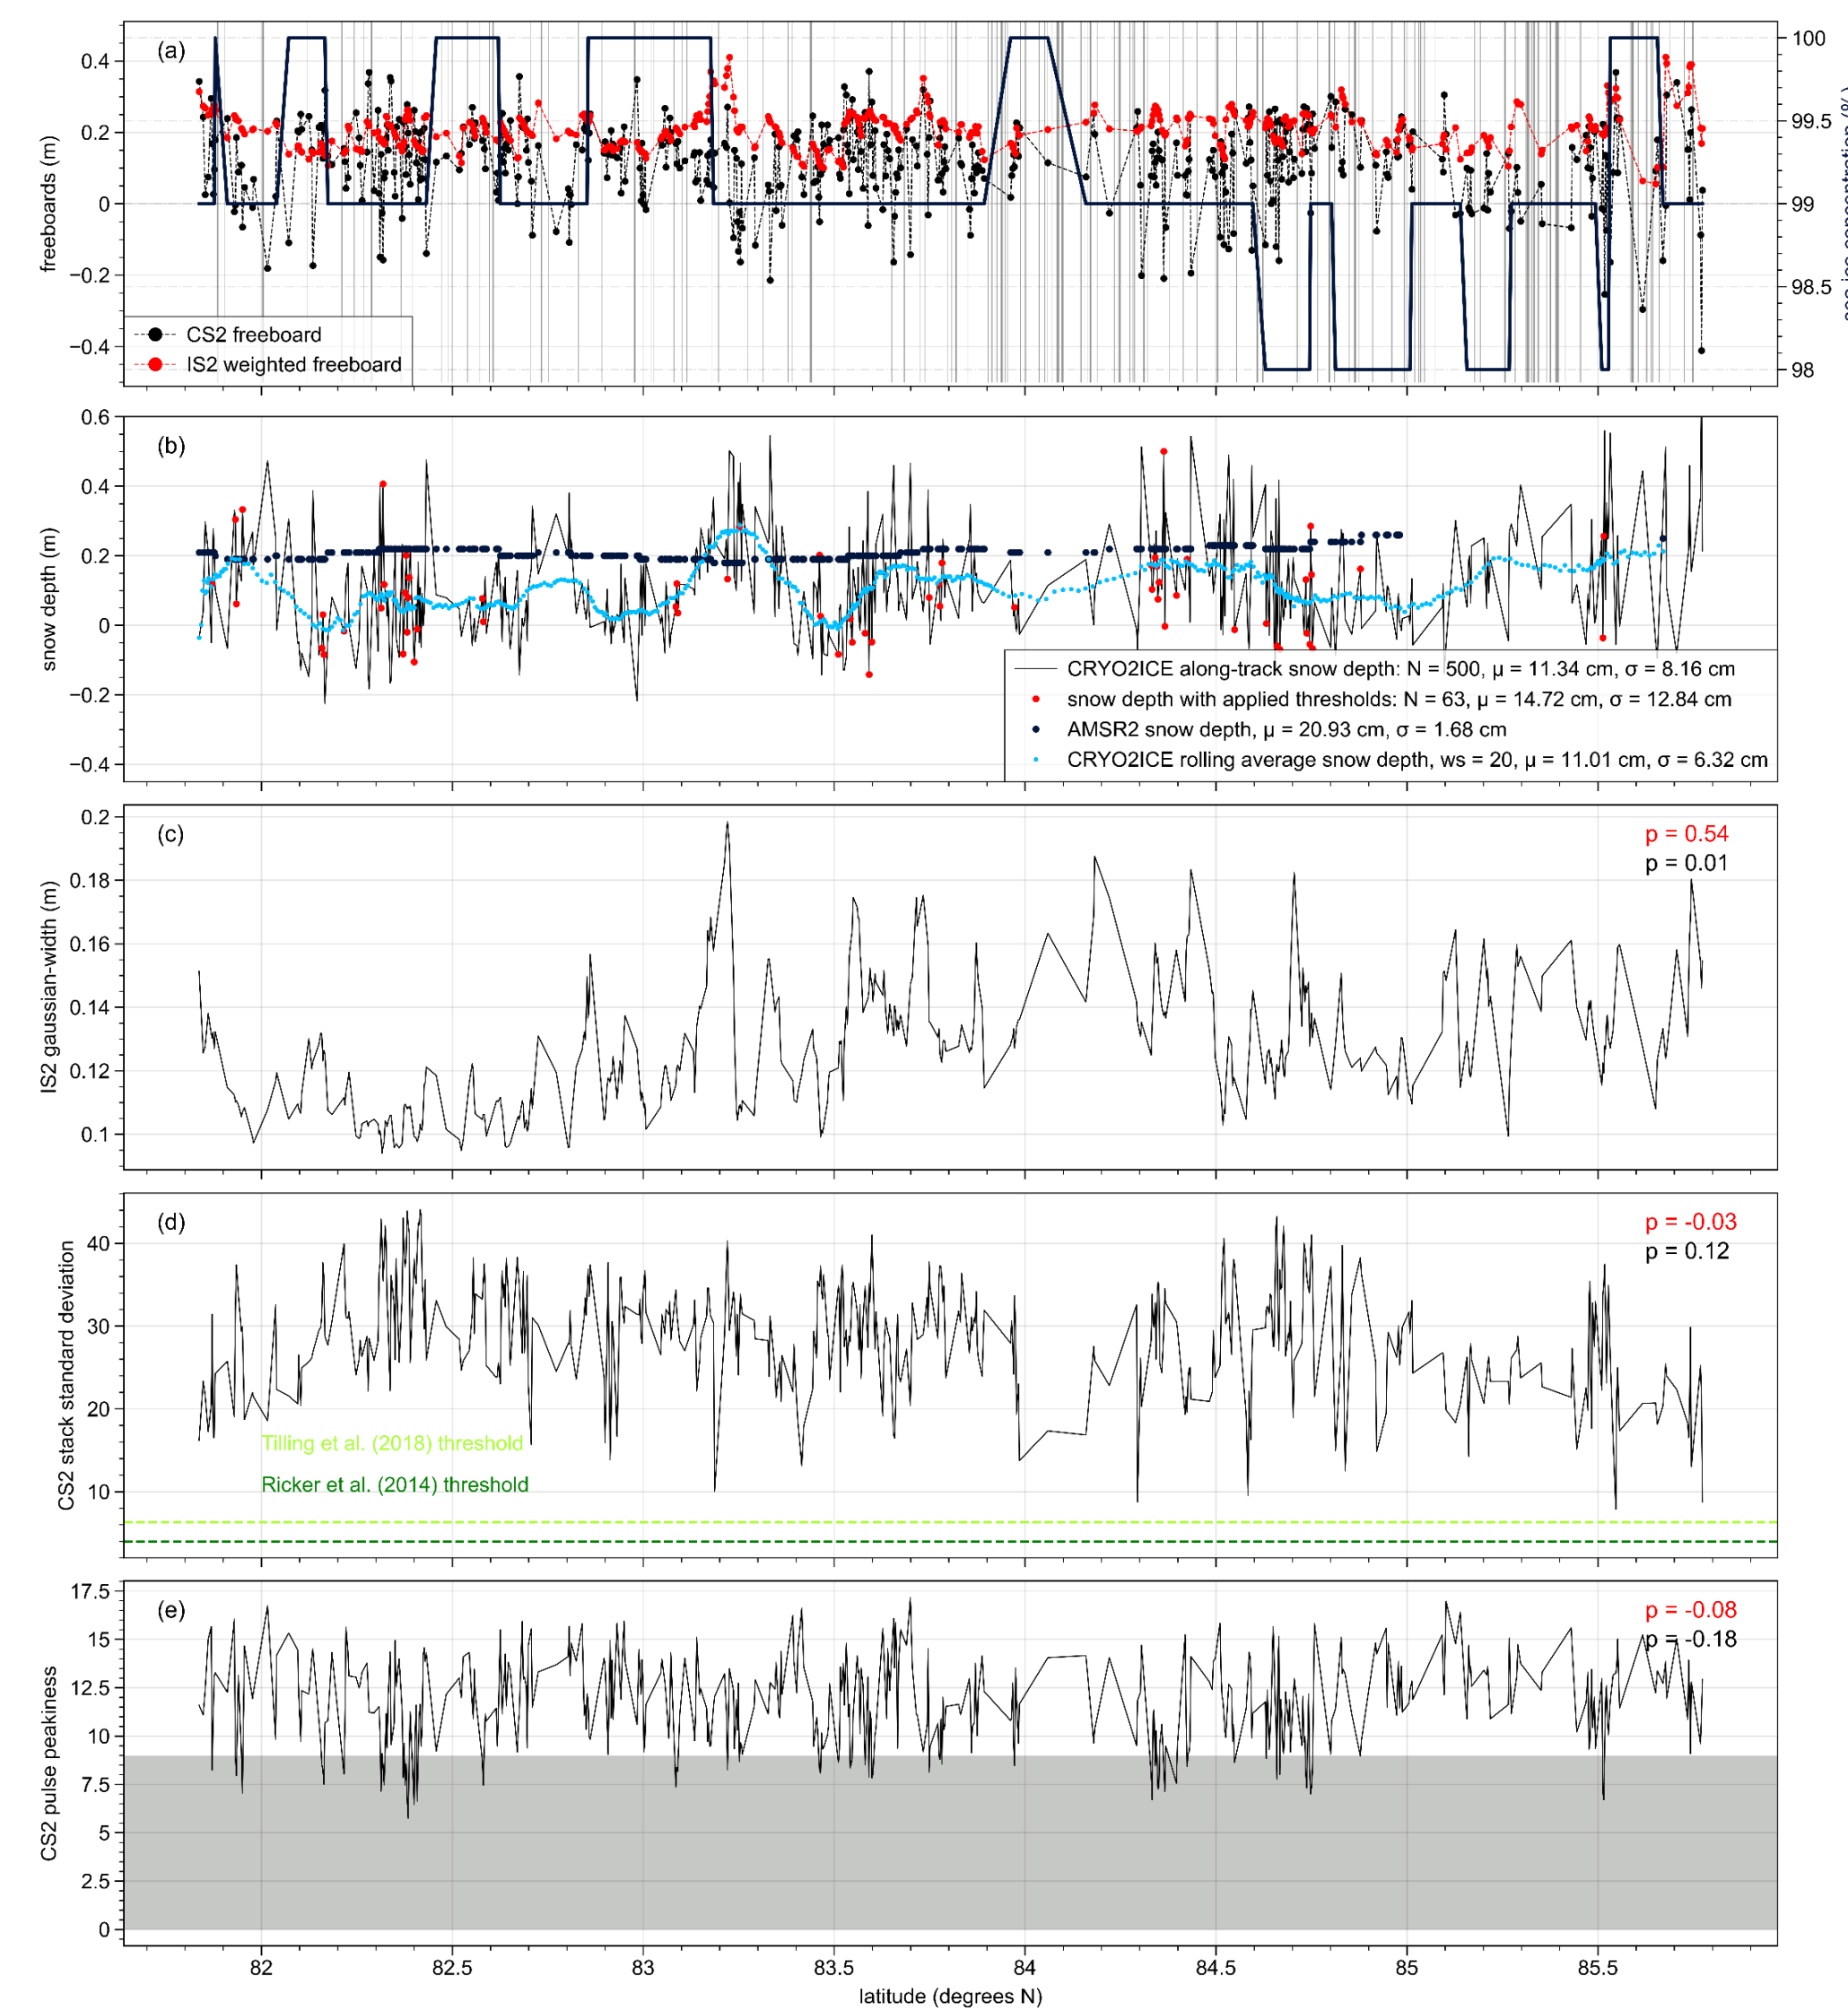 (a)
0.4
0.2
0
−0.2
−0.4
freeboards (m)
100
99.5
99
98.5
98
CS2 freeboard
IS2 weighted freeboard
(b)
0.6
0.4
0.2
0
−0.2
−0.4
snow depth (m)
CRYO2ICE along-track snow depth: N = 500, μ = 11.34 cm, σ = 8.16 cm
snow depth with applied thresholds: N = 63, μ = 14.72 cm, σ = 12.84 cm
AMSR2 snow depth, μ = 20.93 cm, σ = 1.68 cm
CRYO2ICE rolling average snow depth, ws = 20, μ = 11.01 cm, σ = 6.32 cm
(c)
0.2
0.18
0.16
0.14
0.12
0.1
IS2 gaussian-width (m)
p = 0.54
p = 0.01
(d)
40
30
20
10
CS2 stack standard deviation
p = -0.03
p = 0.12
Tilling et al. (2018) threshold
Ricker et al. (2014) threshold
(e)
17.5
15
12.5
10
7.5
5
2.5
0
CS2 pulse peakiness
p = -0.08
p = -0.18
82
82.5
83
83.5
84
84.5
85
85.5
latitude (degrees N)